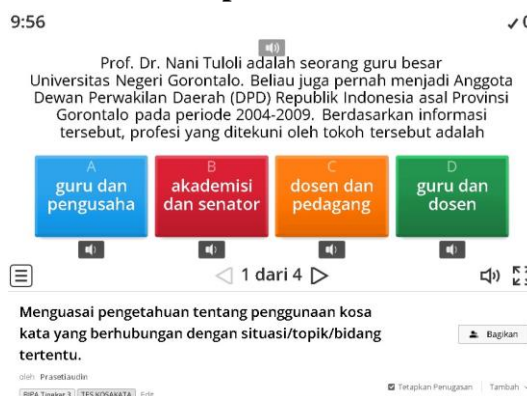 9:56
Prof. Dr. Nani Tuloli adalah seorang guru besar
Universitas Negeri Gorontalo. Beliau juga pernah menjadi Anggota
Dewan Perwakilan Daerah (DPD) Republik Indonesia asal Provinsi
Gorontalo pada periode 2004-2009. Berdasarkan informasi
tersebut, profesi yang ditekuni oleh tokoh tersebut adalah
A
guru dan
pengusaha
B
akademisi
dan senator
C
dosen dan
pedagang
D
guru dan
dosen
1 dari 4
Menguasai pengetahuan tentang penggunaan kosa
kata yang berhubungan dengan situasi/topik/bidang
tertentu.
Bagikan
oleh Prasetiaudin
Tetapkan Penugasan
Tambah
BIPA Tingkat 3
TES KOSAKATA
Edit